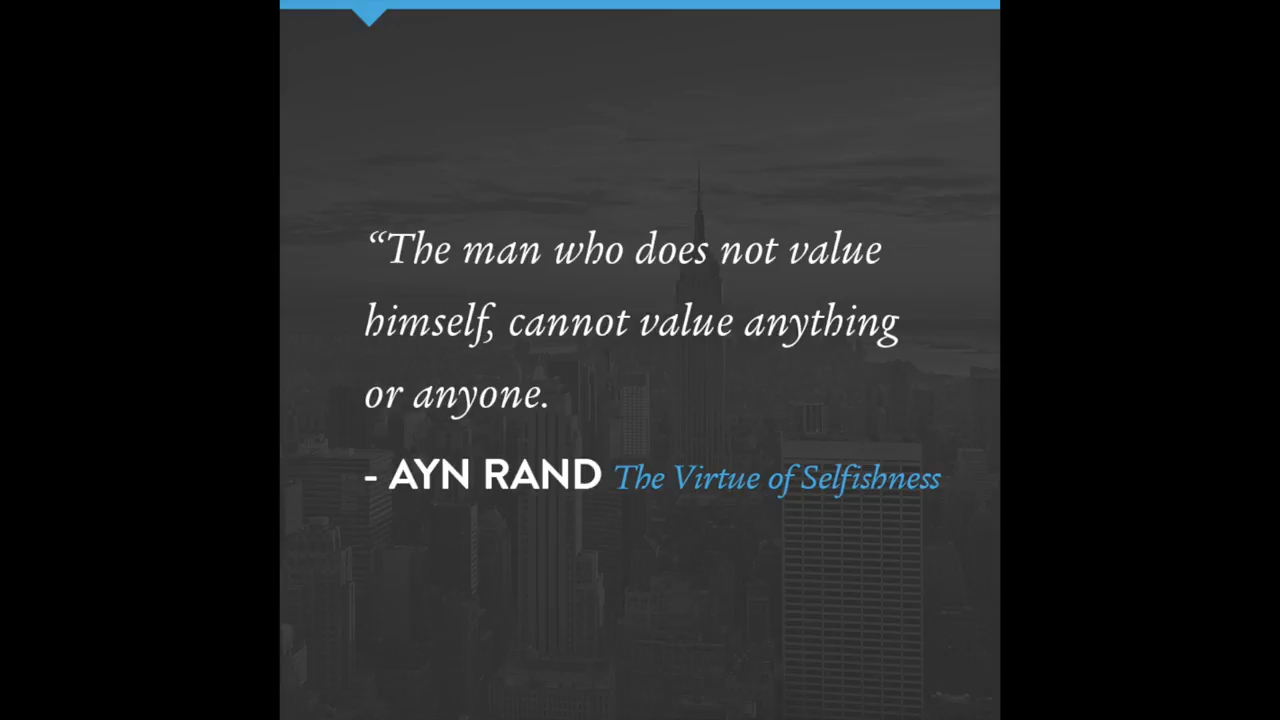 “The man who does not value
himself, cannot value anything
or anyone.
- AYN RAND The Virtue of Selfishness